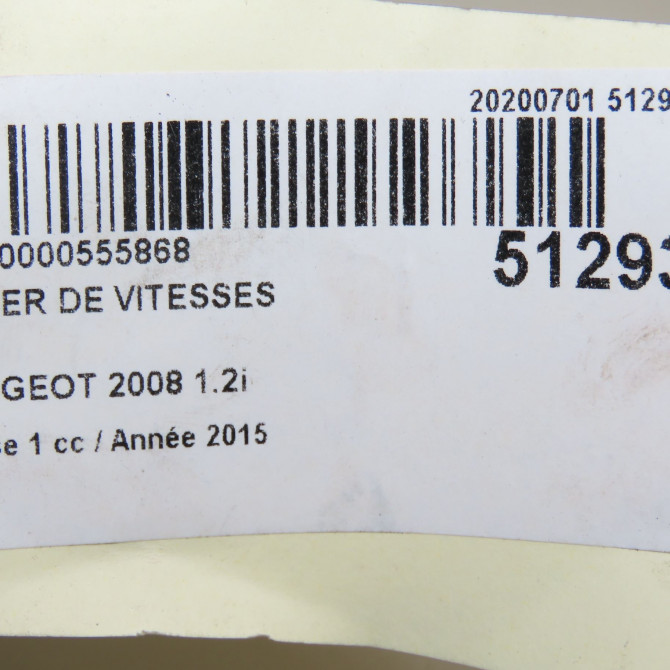 20200701 5129
0000555868
51293
ER DE VITESSES
GEOT 2008 1.2i
e 1 cc / Année 2015